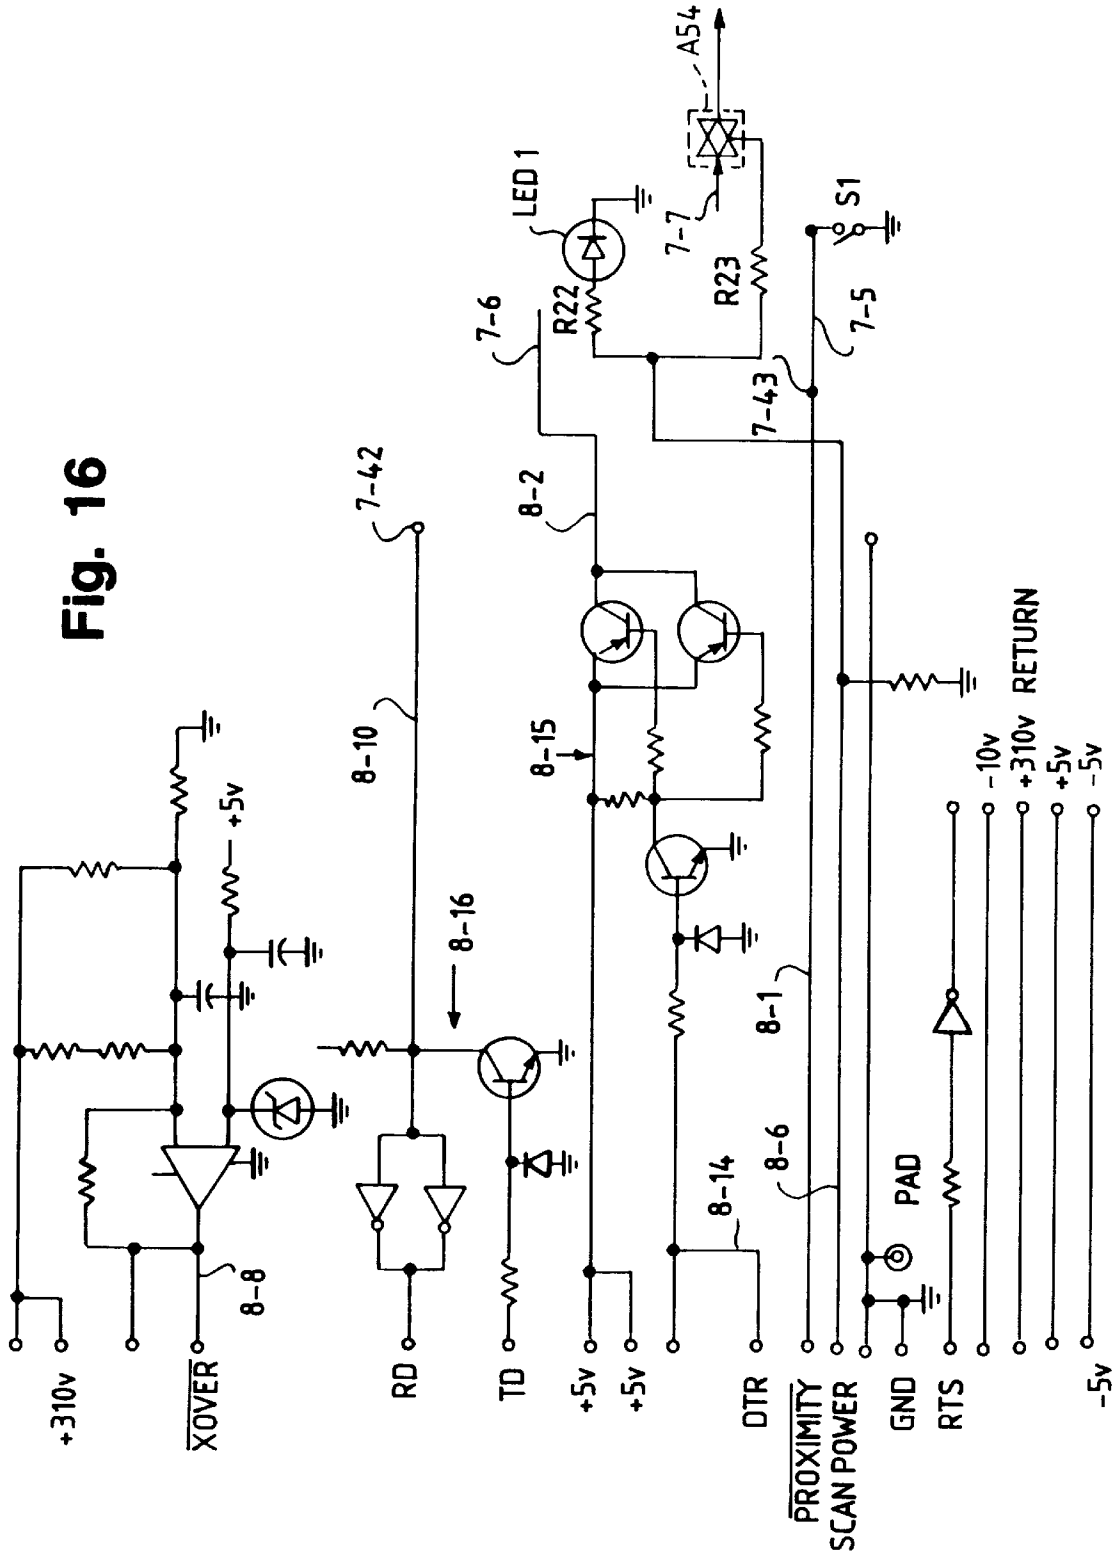 Fig. 16
+310v
XOVER
8-8
+5v
RD
TD
8-16
8-10
7-42
+5v
+5v
DTR
8-14
8-15
8-2
7-6
R22
LED 1
7-7
A54
R23
7-43
7-5
S1
PROXIMITY
SCAN POWER
8-6
8-1
GND
PAD
RTS
-10v
+310v RETURN
+5v
-5v
-5v